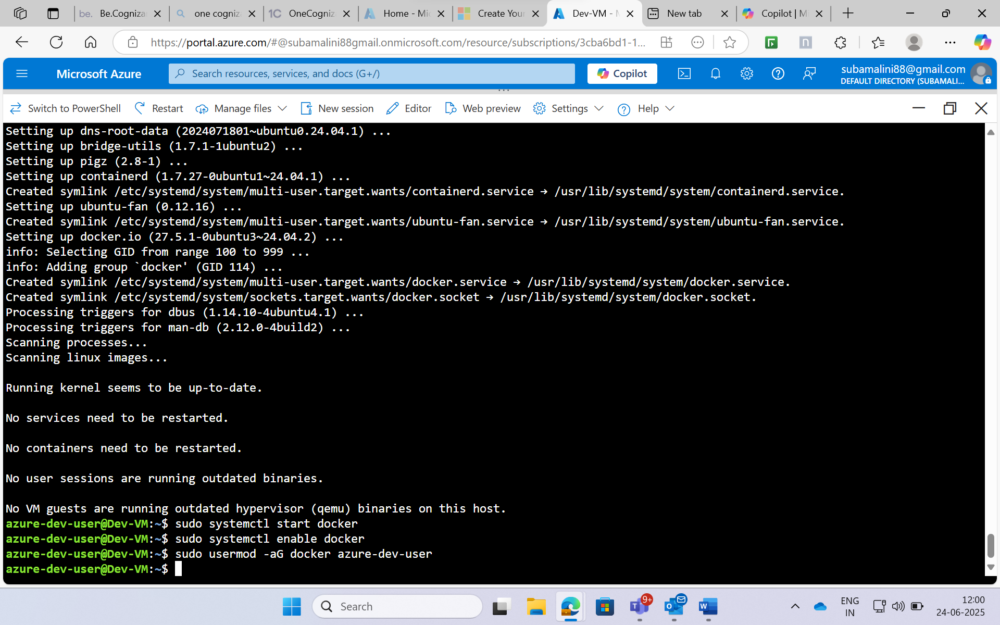 be. Be.Cogniza
one cogniza
1C OneCogniz
Home - Mic
Create Your
Dev-VM - M
New tab
Copilot | Mi
https://portal.azure.com/#@subamalini88gmail.onmicrosoft.com/resource/subscriptions/3cba6bd1-1...
n
Microsoft Azure
Search resources, services, and docs (G+/)
Copilot
subamalini88@gmail.com
DEFAULT DIRECTORY (SUBAMALI...
Switch to PowerShell
Restart
Manage files
New session
Editor
Web preview
Settings
Help
Setting up dns-root-data (2024071801~ubuntu0.24.04.1) ...
Setting up bridge-utils (1.7.1-1ubuntu2) ...
Setting up pigz (2.8-1) ...
Setting up containerd (1.7.27-0ubuntu1~24.04.1) ...
Created symlink /etc/systemd/system/multi-user.target.wants/containerd.service → /usr/lib/systemd/system/containerd.service.
Setting up ubuntu-fan (0.12.16) ...
Created symlink /etc/systemd/system/multi-user.target.wants/ubuntu-fan.service → /usr/lib/systemd/system/ubuntu-fan.service.
Setting up docker.io (27.5.1-0ubuntu3~24.04.2) ...
info: Selecting GID from range 100 to 999 ...
info: Adding group `docker' (GID 114) ...
Created symlink /etc/systemd/system/multi-user.target.wants/docker.service → /usr/lib/systemd/system/docker.service.
Created symlink /etc/systemd/system/sockets.target.wants/docker.socket → /usr/lib/systemd/system/docker.socket.
Processing triggers for dbus (1.14.10-4ubuntu4.1) ...
Processing triggers for man-db (2.12.0-4build2) ...
Scanning processes...
Scanning linux images...
Running kernel seems to be up-to-date.
No services need to be restarted.
No containers need to be restarted.
No user sessions are running outdated binaries.
No VM guests are running outdated hypervisor (qemu) binaries on this host.
azure-dev-user@Dev-VM:~$ sudo systemctl start docker
azure-dev-user@Dev-VM:~$ sudo systemctl enable docker
azure-dev-user@Dev-VM:~$ sudo usermod -aG docker azure-dev-user
azure-dev-user@Dev-VM:~$
Search
9+
ENG
IN
12:00
24-06-2025